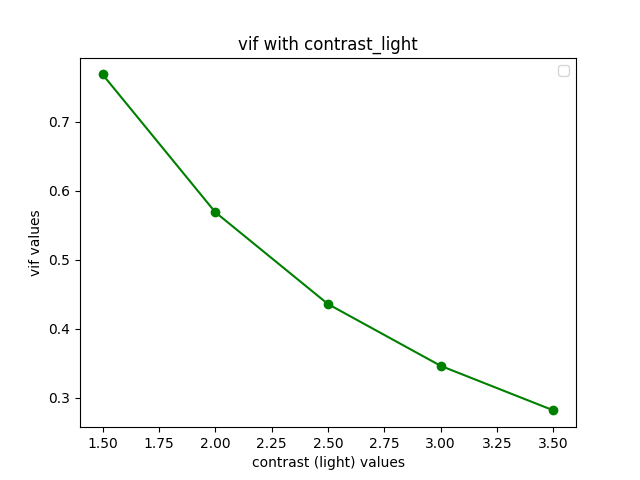 vif with contrast_light
0.7
0.6
0.5
0.4
0.3
vif values
1.50 1.75 2.00 2.25 2.50 2.75 3.00 3.25 3.50
contrast (light) values